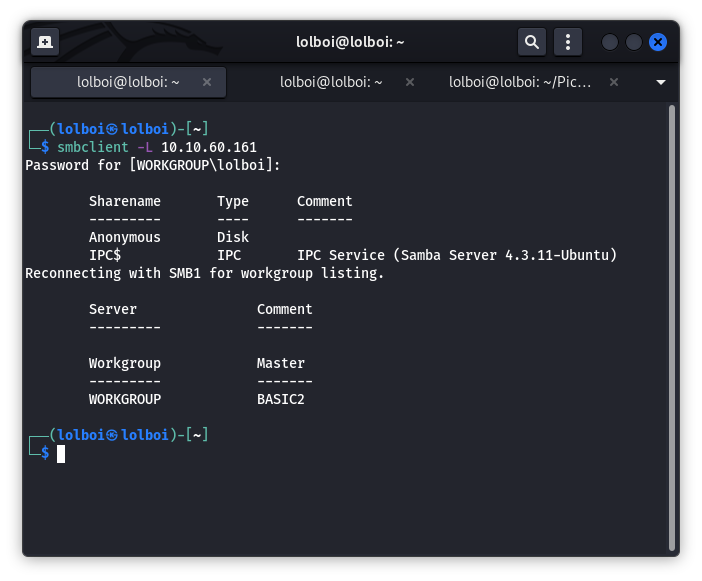 lolboi@lolboi: ~
lolboi@lolboi: ~ × lolboi@lolboi: ~ × lolboi@lolboi: ~/Pic... ×
┌──(lolboi㉿lolboi)-[~]
└─$ smbclient -L 10.10.60.161
Password for [WORKGROUP\lolboi]:
        Sharename       Type      Comment
        ---------       ----      -------
        Anonymous       Disk
        IPC$            IPC       IPC Service (Samba Server 4.3.11-Ubuntu)
Reconnecting with SMB1 for workgroup listing.
        Server               Comment
        ---------            -------
        Workgroup            Master
        ---------            -------
        WORKGROUP            BASIC2
┌──(lolboi㉿lolboi)-[~]
└─$